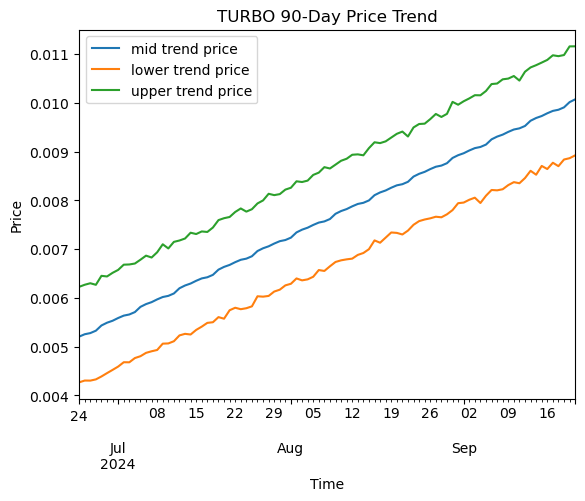 TURBO 90-Day Price Trend
mid trend price
lower trend price
upper trend price
Price
0.011
0.010
0.009
0.008
0.007
0.006
0.005
0.004
24 08 15 22 29 05 12 19 26 02 09 16
Jul Aug Sep
2024
Time